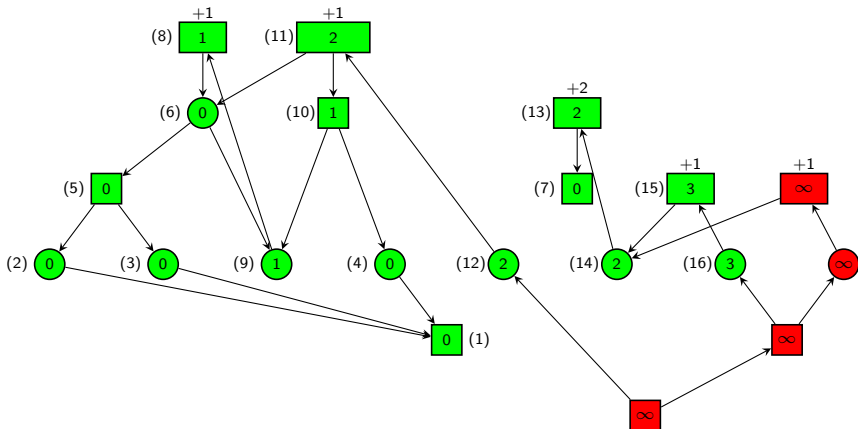 +1 +1
(8) 1 (11) 2
+2
(6) 0 (10) 1 (13) 2
+1 +1
(5) 0 (7) 0 (15) 3 ∞
(2) 0 (3) 0 (9) 1 (4) 0 (12) 2 (14) 2 (16) 3 ∞
0 (1) ∞
∞